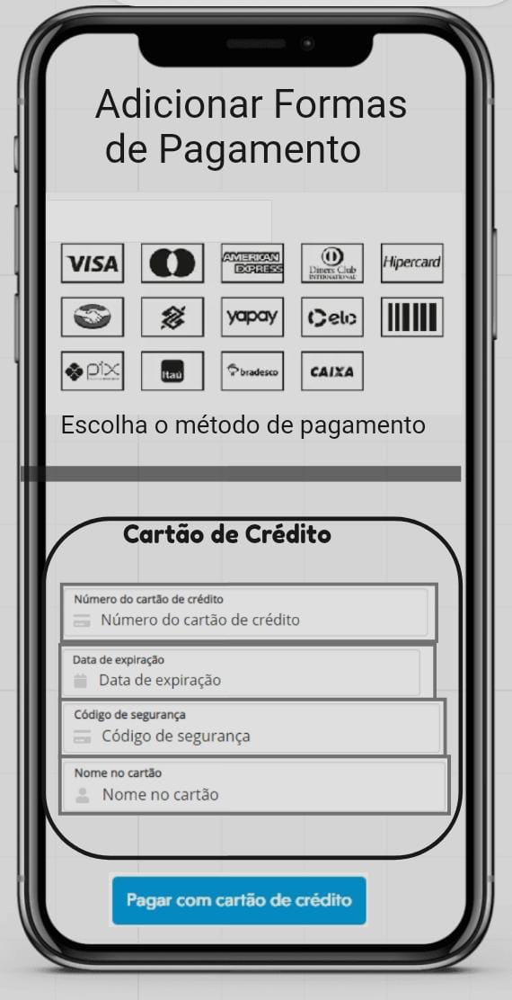 Adicionar Formas
de Pagamento
VISA
AMERICAN EXPRESS
Diners Club INTERNATIONAL
Hipercard
yapay
elo
pix
Itaú
bradesco
CAIXA
Escolha o método de pagamento
Cartão de Crédito
Número do cartão de crédito
Número do cartão de crédito
Data de expiração
Data de expiração
Código de segurança
Código de segurança
Nome no cartão
Nome no cartão
Pagar com cartão de crédito